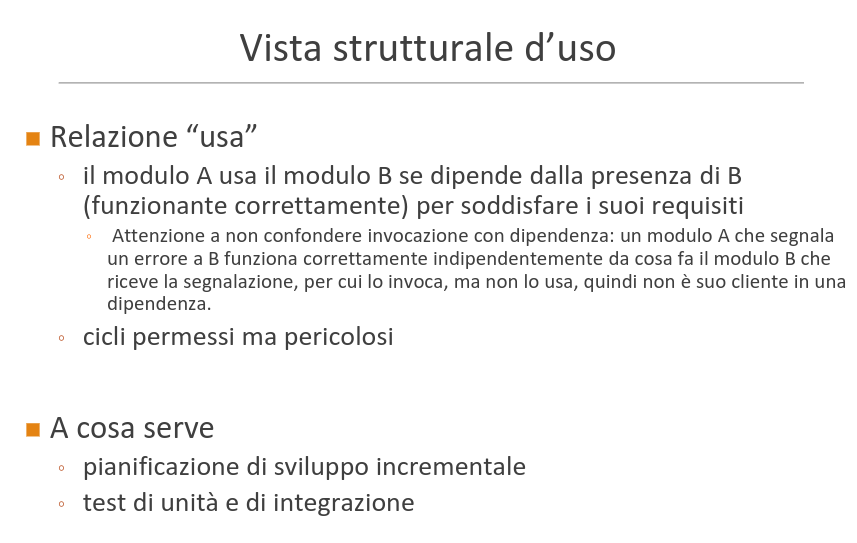 Vista strutturale d’uso
Relazione “usa”
il modulo A usa il modulo B se dipende dalla presenza di B
(funzionante correttamente) per soddisfare i suoi requisiti
Attenzione a non confondere invocazione con dipendenza: un modulo A che segnala
un errore a B funziona correttamente indipendentemente da cosa fa il modulo B che
riceve la segnalazione, per cui lo invoca, ma non lo usa, quindi non è suo cliente in una
dipendenza.
cicli permessi ma pericolosi
A cosa serve
pianificazione di sviluppo incrementale
test di unità e di integrazione